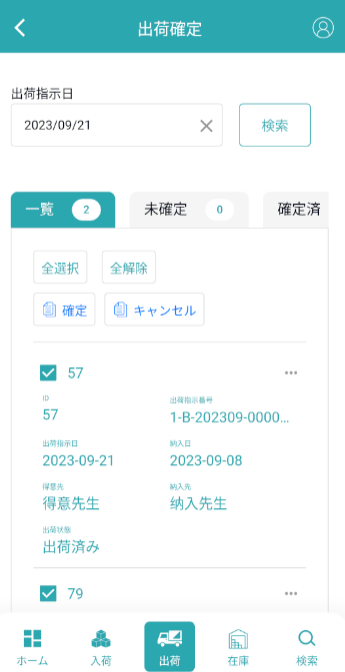 出荷確定
出荷指示日
2023/09/21
検索
一覧 2 未確定 0 確定済
全選択 全解除
確定 キャンセル
57
ID 出荷指示番号
57 1-B-202309-0000...
出荷指示日 納入日
2023-09-21 2023-09-08
得意先 納入先
得意先生 納入先生
出荷状態
出荷済み
79
ホーム 入荷 出荷 在庫 検索